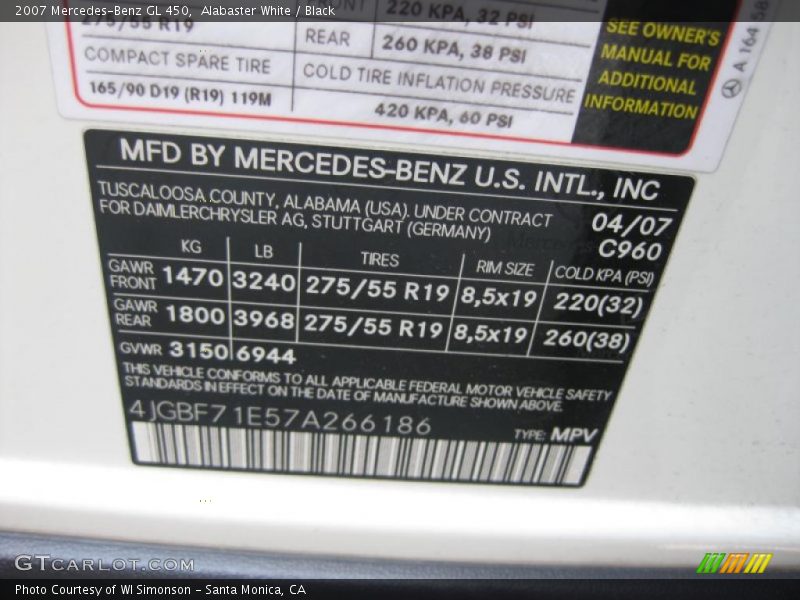 2007 Mercedes-Benz GL 450,  Alabaster White / Black
220 KPA, 32 PSI
275/55 R19
REAR 260 KPA, 38 PSI
COMPACT SPARE TIRE
COLD TIRE INFLATION PRESSURE
165/90 D19 (R19) 119M
420 KPA, 60 PSI
SEE OWNER'S
MANUAL FOR
ADDITIONAL
INFORMATION
A 164 58
MFD BY MERCEDES-BENZ U.S. INTL., INC
TUSCALOOSA COUNTY, ALABAMA (USA). UNDER CONTRACT
FOR DAIMLERCHRYSLER AG, STUTTGART (GERMANY)
04/07
C960
KG LB TIRES RIM SIZE COLD KPA (PSI)
GAWR
FRONT 1470 3240 275/55 R19 8,5x19 220(32)
GAWR
REAR 1800 3968 275/55 R19 8,5x19 260(38)
GVWR 3150 6944
THIS VEHICLE CONFORMS TO ALL APPLICABLE FEDERAL MOTOR VEHICLE SAFETY
STANDARDS IN EFFECT ON THE DATE OF MANUFACTURE SHOWN ABOVE.
4JGBF71E57A266186
TYPE: MPV
GTCARLOT.COM
Photo Courtesy of WI Simonson - Santa Monica, CA